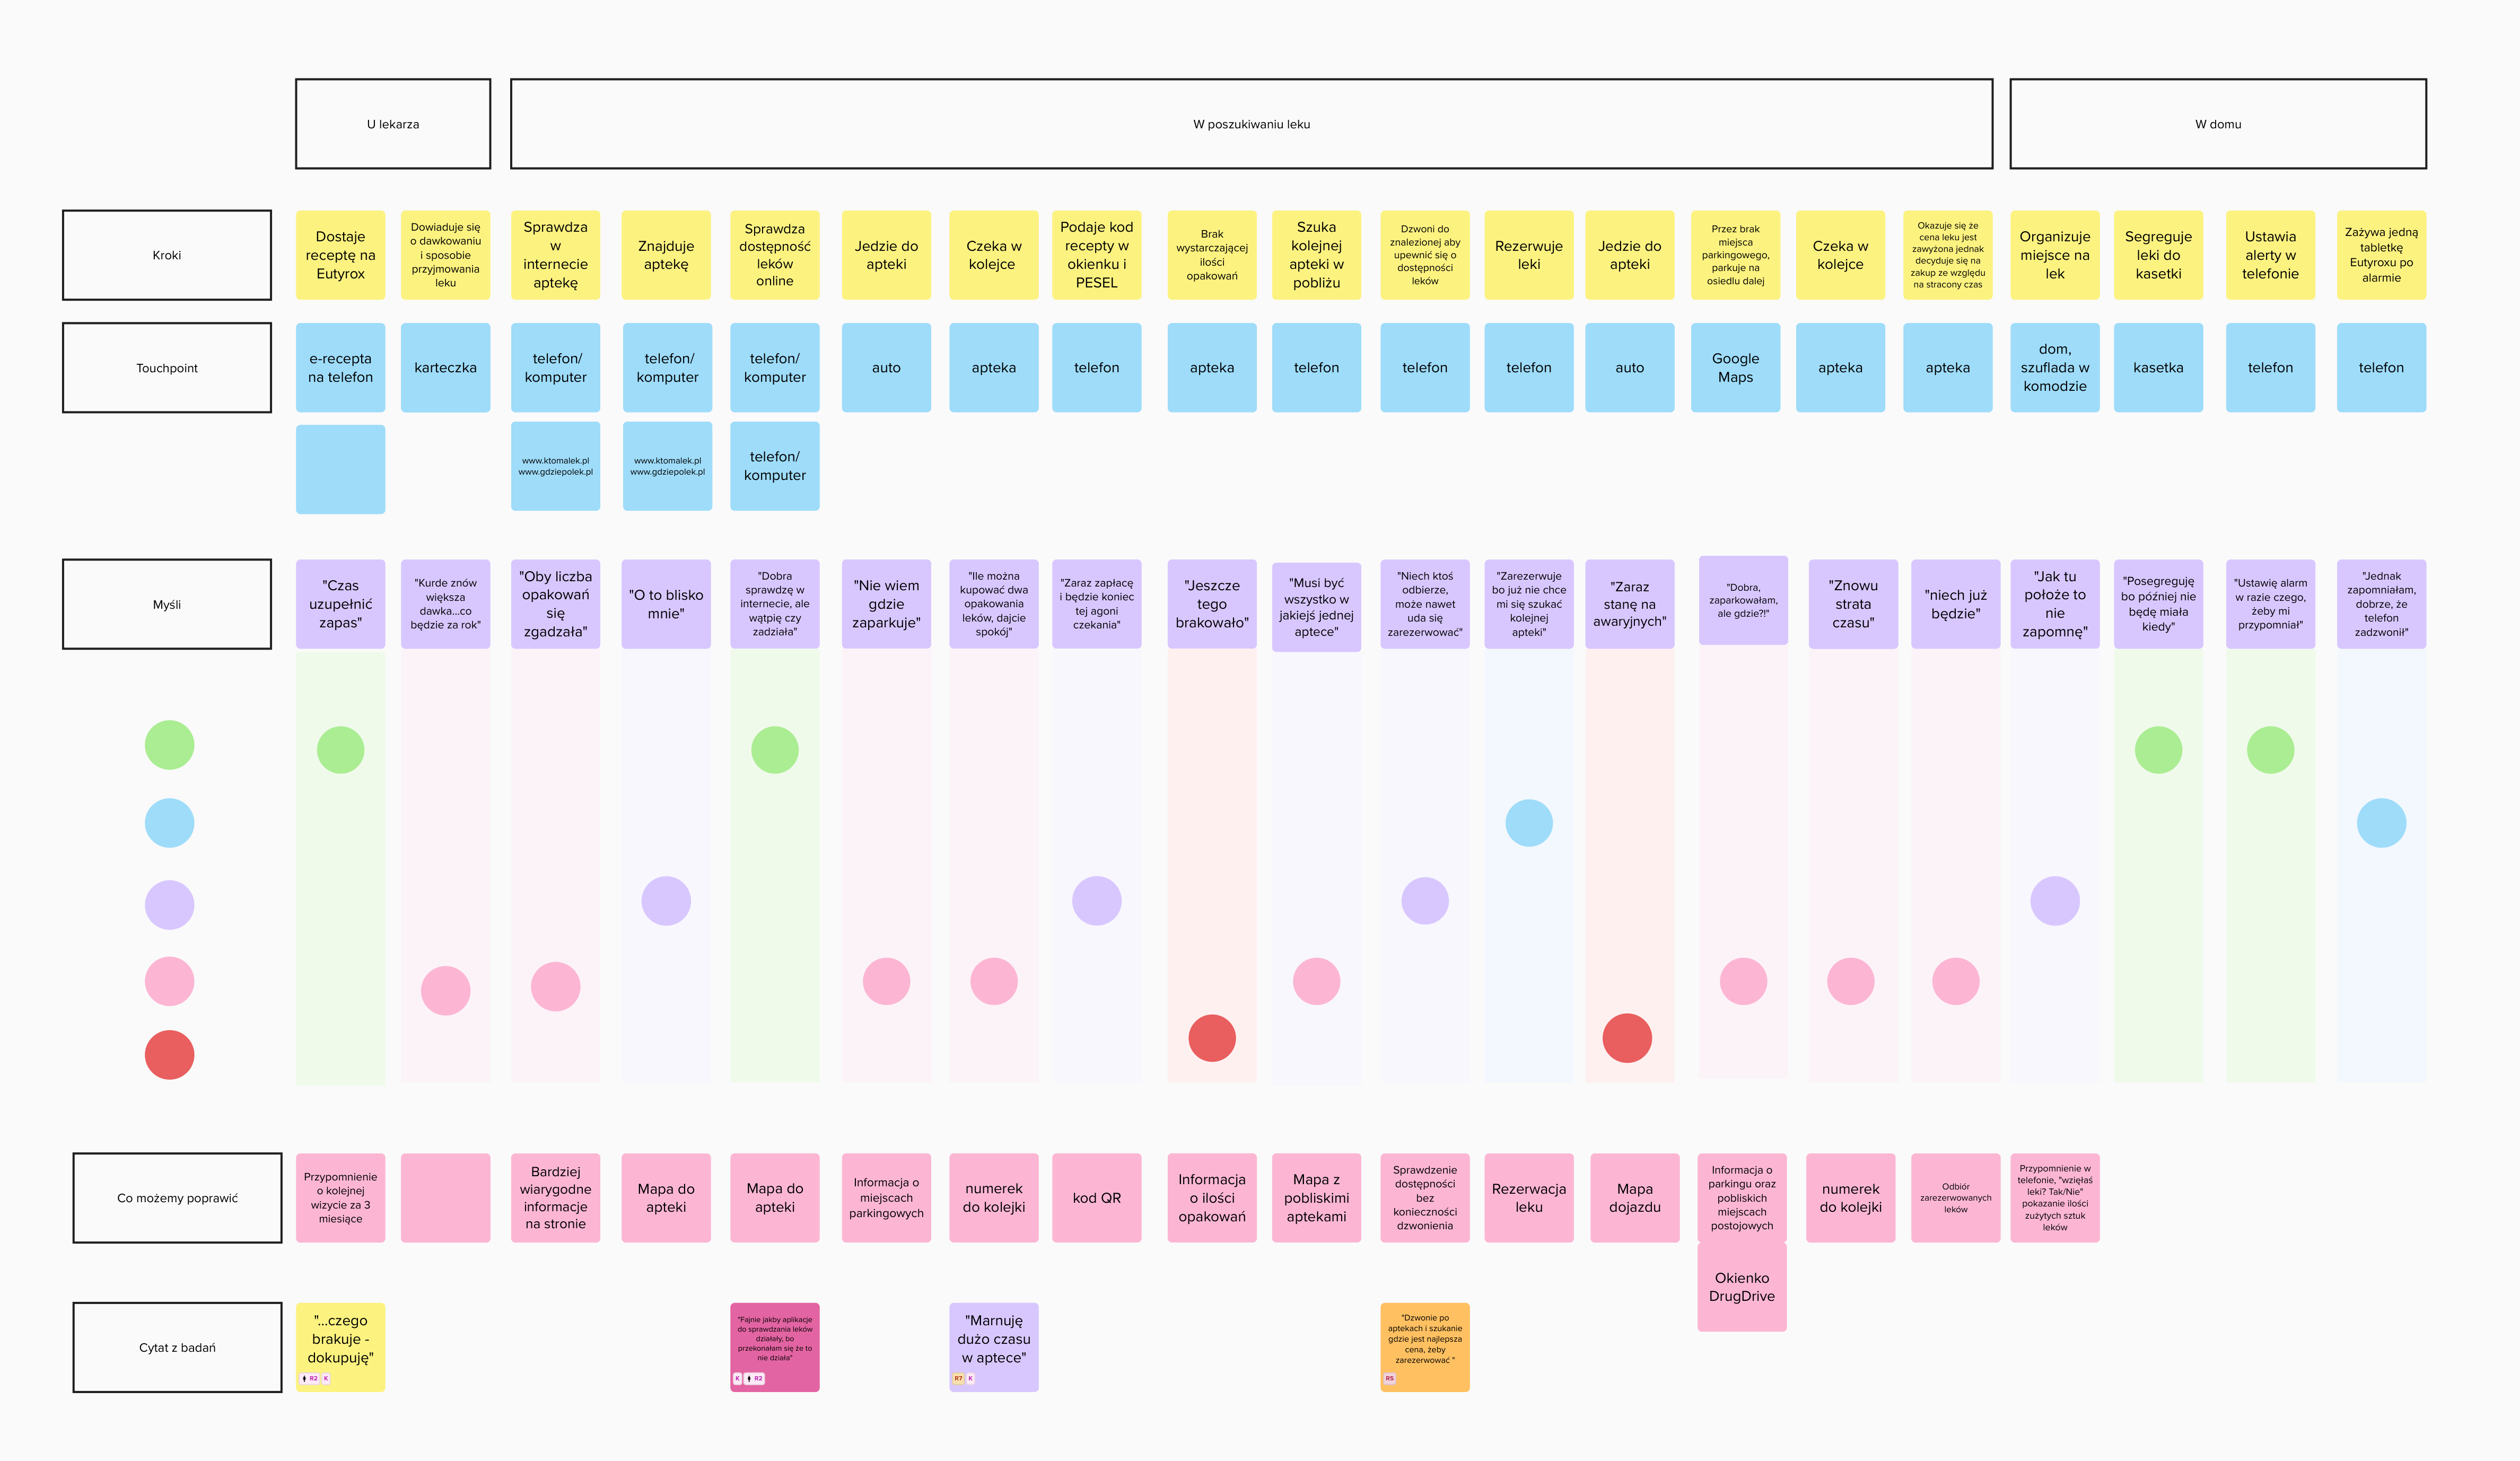 U lekarza
W poszukiwaniu leku
W domu
Kroki
Dostaje
receptę na
Eutyrox
Dowiaduje się
o dawkowaniu
i sposobie
przyjmowania
leku
Sprawdza
w
internecie
aptekę
Znajduje
aptekę
Sprawdza
dostępność
leków
online
Jedzie do
apteki
Czeka w
kolejce
Podaje kod
recepty w
okienku i
PESEL
Brak
wystarczającej
ilości
opakowań
Szuka
kolejnej
apteki w
pobliżu
Dzwoni do
znalezionej aby
upewnić się o
dostępności
leków
Rezerwuje
leki
Jedzie do
apteki
Przez brak
miejsca
parkingowego,
parkuje na
osiedlu dalej
Czeka w
kolejce
Okazuje się że
cena leku jest
zawyżona jednak
decyduje się na
zakup ze względu
na stracony czas
Organizuje
miejsce na
lek
Segreguje
leki do
kasetki
Ustawia
alerty w
telefonie
Zażywa jedną
tabletkę
Eutyroxu po
alarmie
Touchpoint
e-recepta
na telefon
karteczka
telefon/
komputer
telefon/
komputer
telefon/
komputer
auto
apteka
telefon
apteka
telefon
telefon
telefon
auto
Google
Maps
apteka
apteka
dom,
szuflada w
komodzie
kasetka
telefon
telefon
www.ktomalek.pl
www.gdziepolek.pl
www.ktomalek.pl
www.gdziepolek.pl
telefon/
komputer
Myśli
"Czas
uzupełnić
zapas"
"Kurde znów
większa
dawka...co
będzie za rok"
"Oby liczba
opakowań
się
zgadzała"
"O to blisko
mnie"
"Dobra
sprawdzę w
internecie, ale
wątpię czy
zadziała"
"Nie wiem
gdzie
zaparkuje"
"Ile można
kupować dwa
opakowania
leków, dajcie
spokój"
"Zaraz zapłacę
i będzie koniec
tej agoni
czekania"
"Jeszcze
tego
brakowało"
"Musi być
wszystko w
jakiejś jednej
aptece"
"Niech ktoś
odbierze,
może nawet
uda się
zarezerwować"
"Zarezerwuje
bo już nie chce
mi się szukać
kolejnej
apteki"
"Zaraz
stanę na
awaryjnych"
"Dobra,
zaparkowałam,
ale gdzie?!"
"Znowu
strata
czasu"
"niech już
będzie"
"Jak tu
położe to
nie
zapomnę"
"Posegreguję
bo później nie
będę miała
kiedy"
"Ustawię alarm
w razie czego,
żeby mi
przypomniał"
"Jednak
zapomniałam,
dobrze, że
telefon
zadzwonił"
Co możemy poprawić
Przypomnienie
o kolejnej
wizycie za 3
miesiące
Bardziej
wiarygodne
informacje
na stronie
Mapa do
apteki
Mapa do
apteki
Informacja o
miejscach
parkingowych
numerek
do kolejki
kod QR
Informacja
o ilości
opakowań
Mapa z
pobliskimi
aptekami
Sprawdzenie
dostępności
bez
konieczności
dzwonienia
Rezerwacja
leku
Mapa
dojazdu
Informacja o
parkingu oraz
pobliskich
miejscach
postojowych
numerek
do kolejki
Odbiór
zarezerwowanych
leków
Przypomnienie w
telefonie, "wzięłaś
leki? Tak/Nie"
pokazanie ilości
zużytych sztuk
leków
Okienko
DrugDrive
Cytat z badań
"...czego
brakuje -
dokupuję"
R2 K
"Fajnie jakby aplikacje
do sprawdzania leków
działały, bo
przekonałam się że to
nie działa"
K R2
"Marnuję
dużo czasu
w aptece"
R7 K
"Dzwonie po
aptekach i szukanie
gdzie jest najlepsza
cena, żeby
zarezerwować "
R5